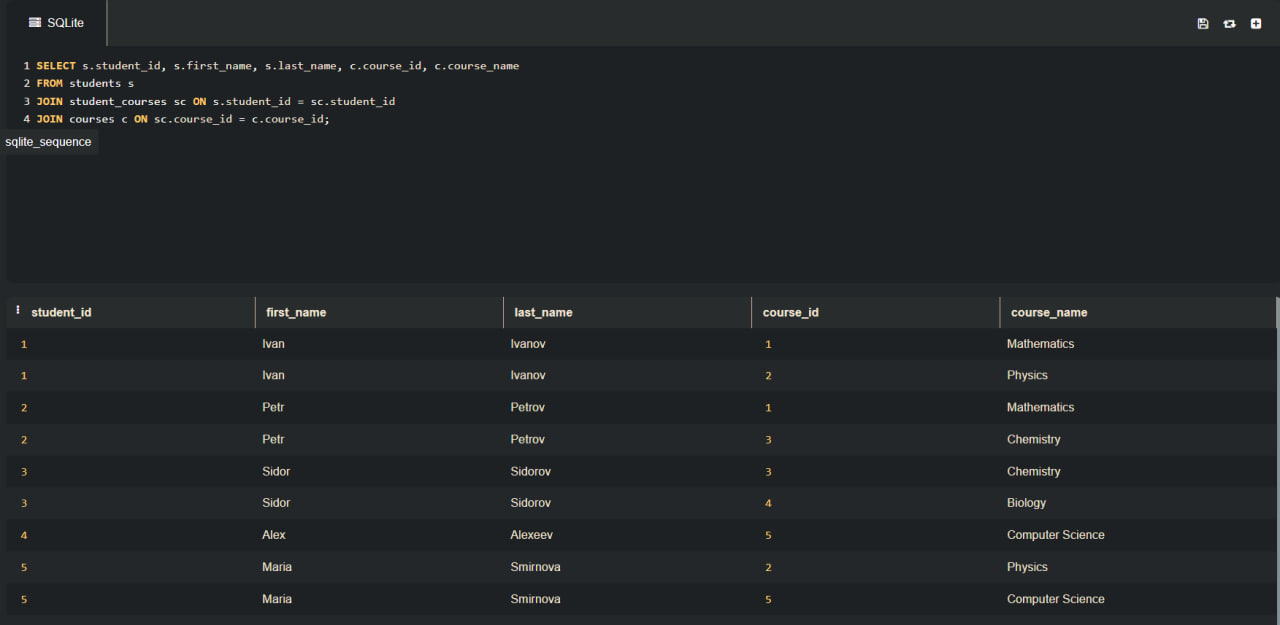 SQLite
1 SELECT s.student_id, s.first_name, s.last_name, c.course_id, c.course_name
2 FROM students s
3 JOIN student_courses sc ON s.student_id = sc.student_id
4 JOIN courses c ON sc.course_id = c.course_id;
sqlite_sequence
student_id first_name last_name course_id course_name
1 Ivan Ivanov 1 Mathematics
1 Ivan Ivanov 2 Physics
2 Petr Petrov 1 Mathematics
2 Petr Petrov 3 Chemistry
3 Sidor Sidorov 3 Chemistry
3 Sidor Sidorov 4 Biology
4 Alex Alexeev 5 Computer Science
5 Maria Smirnova 2 Physics
5 Maria Smirnova 5 Computer Science